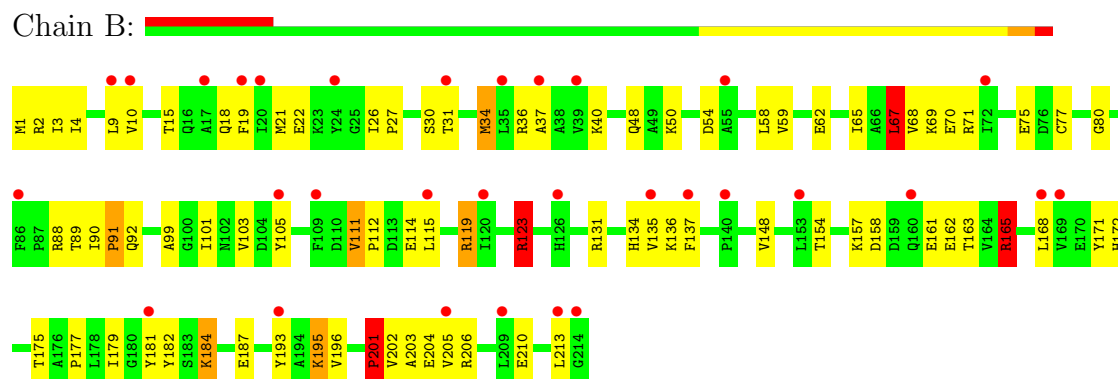 Chain B:
M1 R2 I3 I4 L9 V10 T15 Q16 A17 Q18 F19 I20 M21 E22 K23 Y24 G25 I26 P27 S30 T31 M34 L35 R36 A37 A38 V39 K40 Q48 A49 K50 D54 A55 L58 V59 E62 I65 A66 L67 V68 K69 E70 R71 I72 E75 D76 C77 G80
F86 P87 R88 T89 I90 P91 Q92 A99 G100 I101 N102 V103 D104 Y105 F109 D110 V111 P112 D113 E114 L115 R119 I120 R123 H126 R131 H134 V135 K136 F137 P140 V148 L153 T154 K157 D158 D159 Q160 E161 E162 T163 V164 R165 L168 V169 E170 Y171 H172
T175 A176 P177 L178 I179 G180 Y181 Y182 S183 K184 E187 Y193 A194 K195 V196 P201 V202 A203 E204 V205 R206 L209 E210 L213 G214